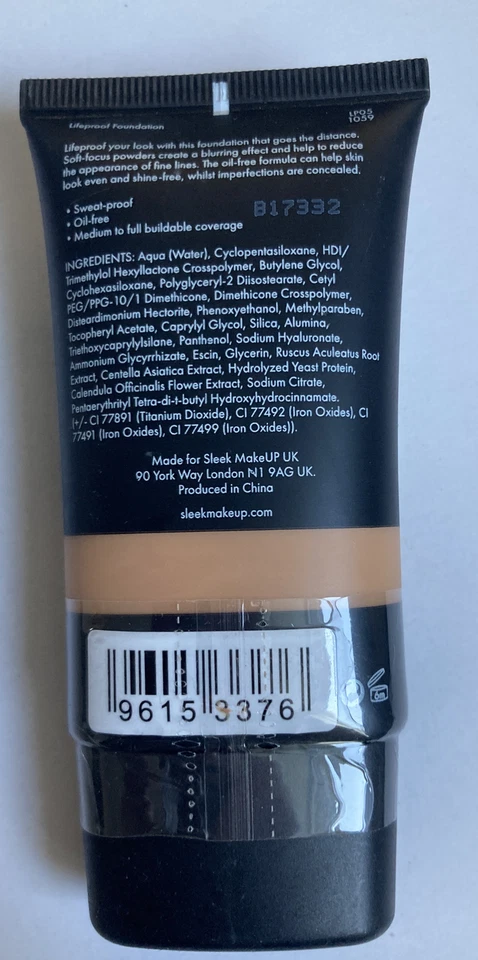 Lifeproof Foundation
LP05
1059
Lifeproof your look with this foundation that goes the distance.
Soft-focus powders create a blurring effect and help to reduce
the appearance of fine lines. The oil-free formula can help skin
look even and shine-free, whilst imperfections are concealed.
• Sweat-proof
• Oil-free
• Medium to full buildable coverage
B17332
INGREDIENTS: Aqua (Water), Cyclopentasiloxane, HDI/
Trimethylol Hexyllactone Crosspolymer, Butylene Glycol,
Cyclohexasiloxane, Polyglyceryl-2 Diisostearate, Cetyl
PEG/PPG-10/1 Dimethicone, Dimethicone Crosspolymer,
Disteardimonium Hectorite, Phenoxyethanol, Methylparaben,
Tocopheryl Acetate, Caprylyl Glycol, Silica, Alumina,
Triethoxycaprylylsilane, Panthenol, Sodium Hyaluronate,
Ammonium Glycyrrhizate, Escin, Glycerin, Ruscus Aculeatus Root
Extract, Centella Asiatica Extract, Hydrolyzed Yeast Protein,
Calendula Officinalis Flower Extract, Sodium Citrate,
Pentaerythrityl Tetra-di-t-butyl Hydroxyhydrocinnamate.
(+/- CI 77891 (Titanium Dioxide), CI 77492 (Iron Oxides), CI
77491 (Iron Oxides), CI 77499 (Iron Oxides)).
Made for Sleek MakeUP UK
90 York Way London N1 9AG UK.
Produced in China
sleekmakeup.com
9615 3376
6m